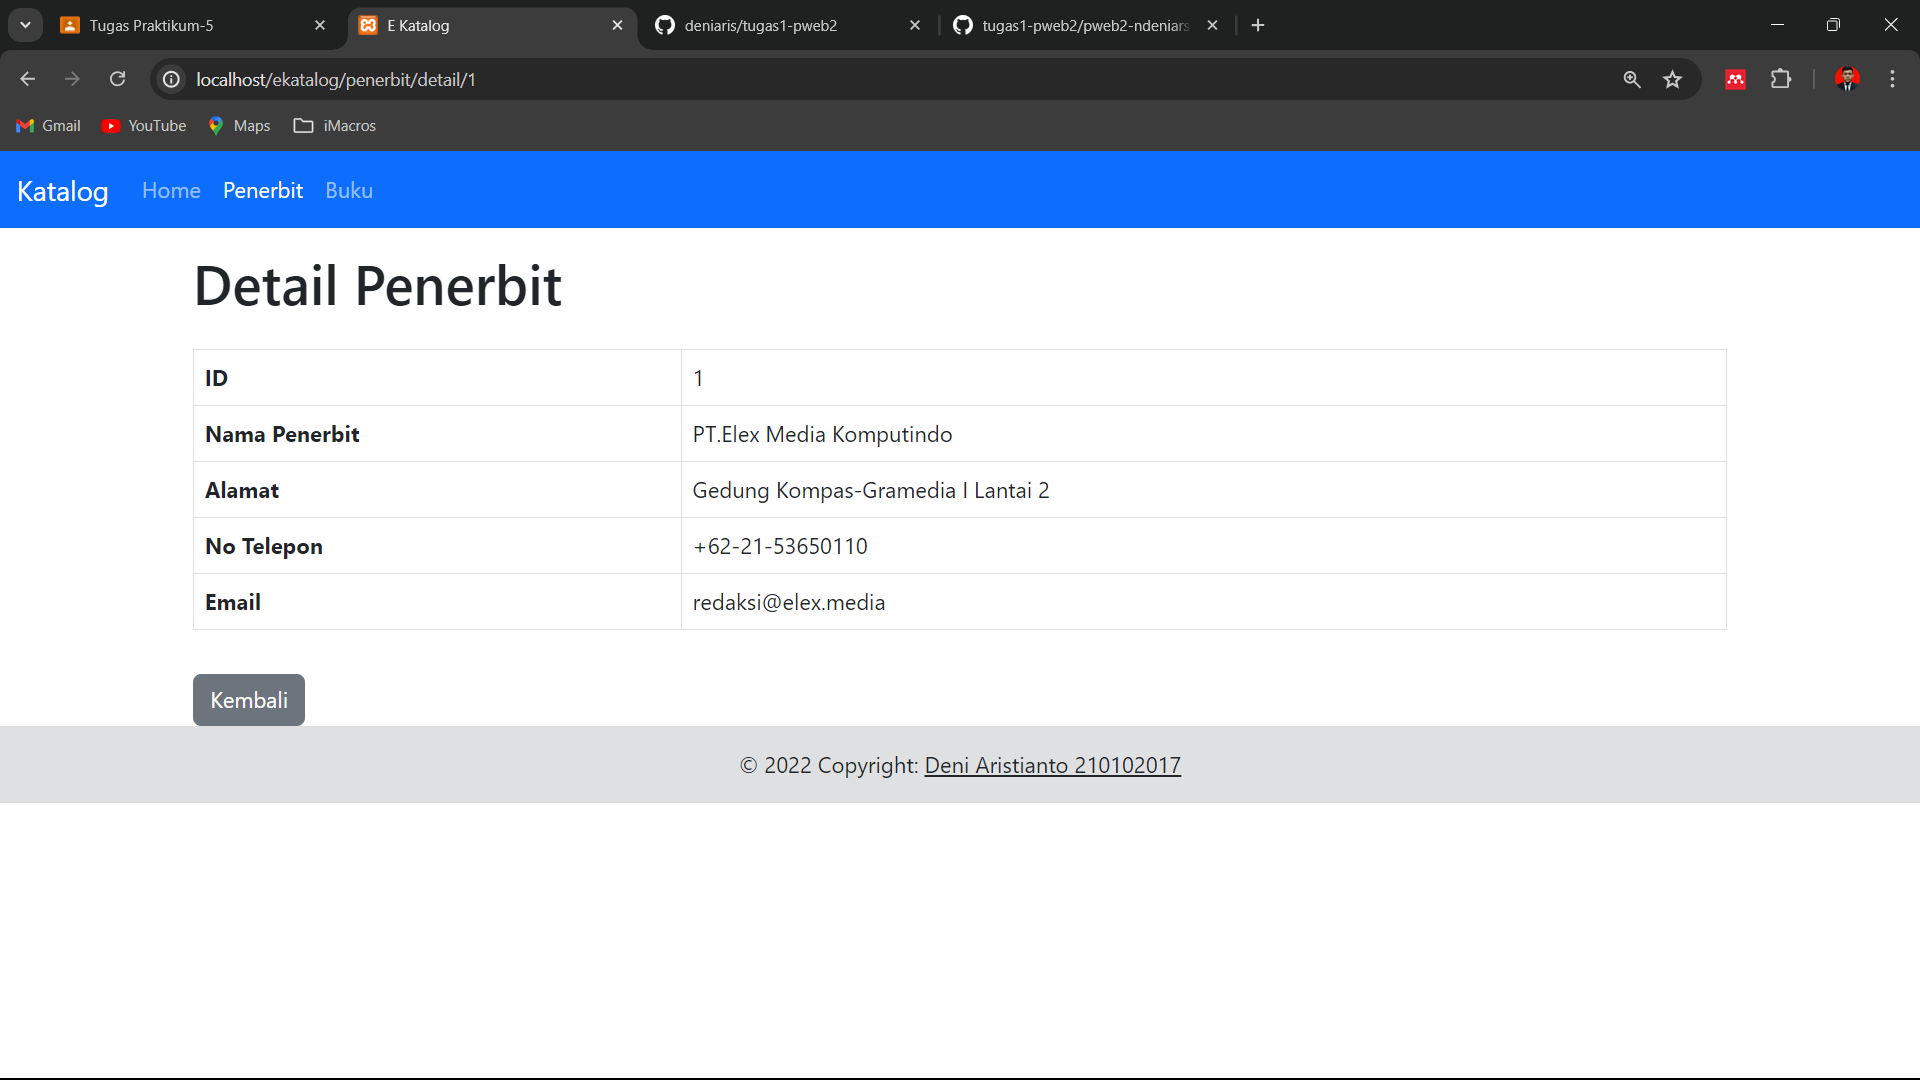 Tugas Praktikum-5
E Katalog
deniaris/tugas1-pweb2
tugas1-pweb2/pweb2-ndeniars
localhost/ekatalog/penerbit/detail/1
Gmail YouTube Maps iMacros
Katalog Home Penerbit Buku
Detail Penerbit
ID 1
Nama Penerbit PT.Elex Media Komputindo
Alamat Gedung Kompas-Gramedia I Lantai 2
No Telepon +62-21-53650110
Email redaksi@elex.media
Kembali
© 2022 Copyright: Deni Aristianto 210102017